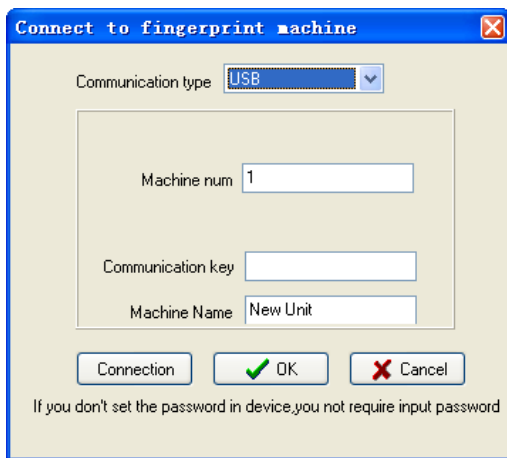 Connect to fingerprint machine
Communication type USB
Machine num 1
Communication key
Machine Name New Unit
Connection OK Cancel
If you don't set the password in device,you not require input password